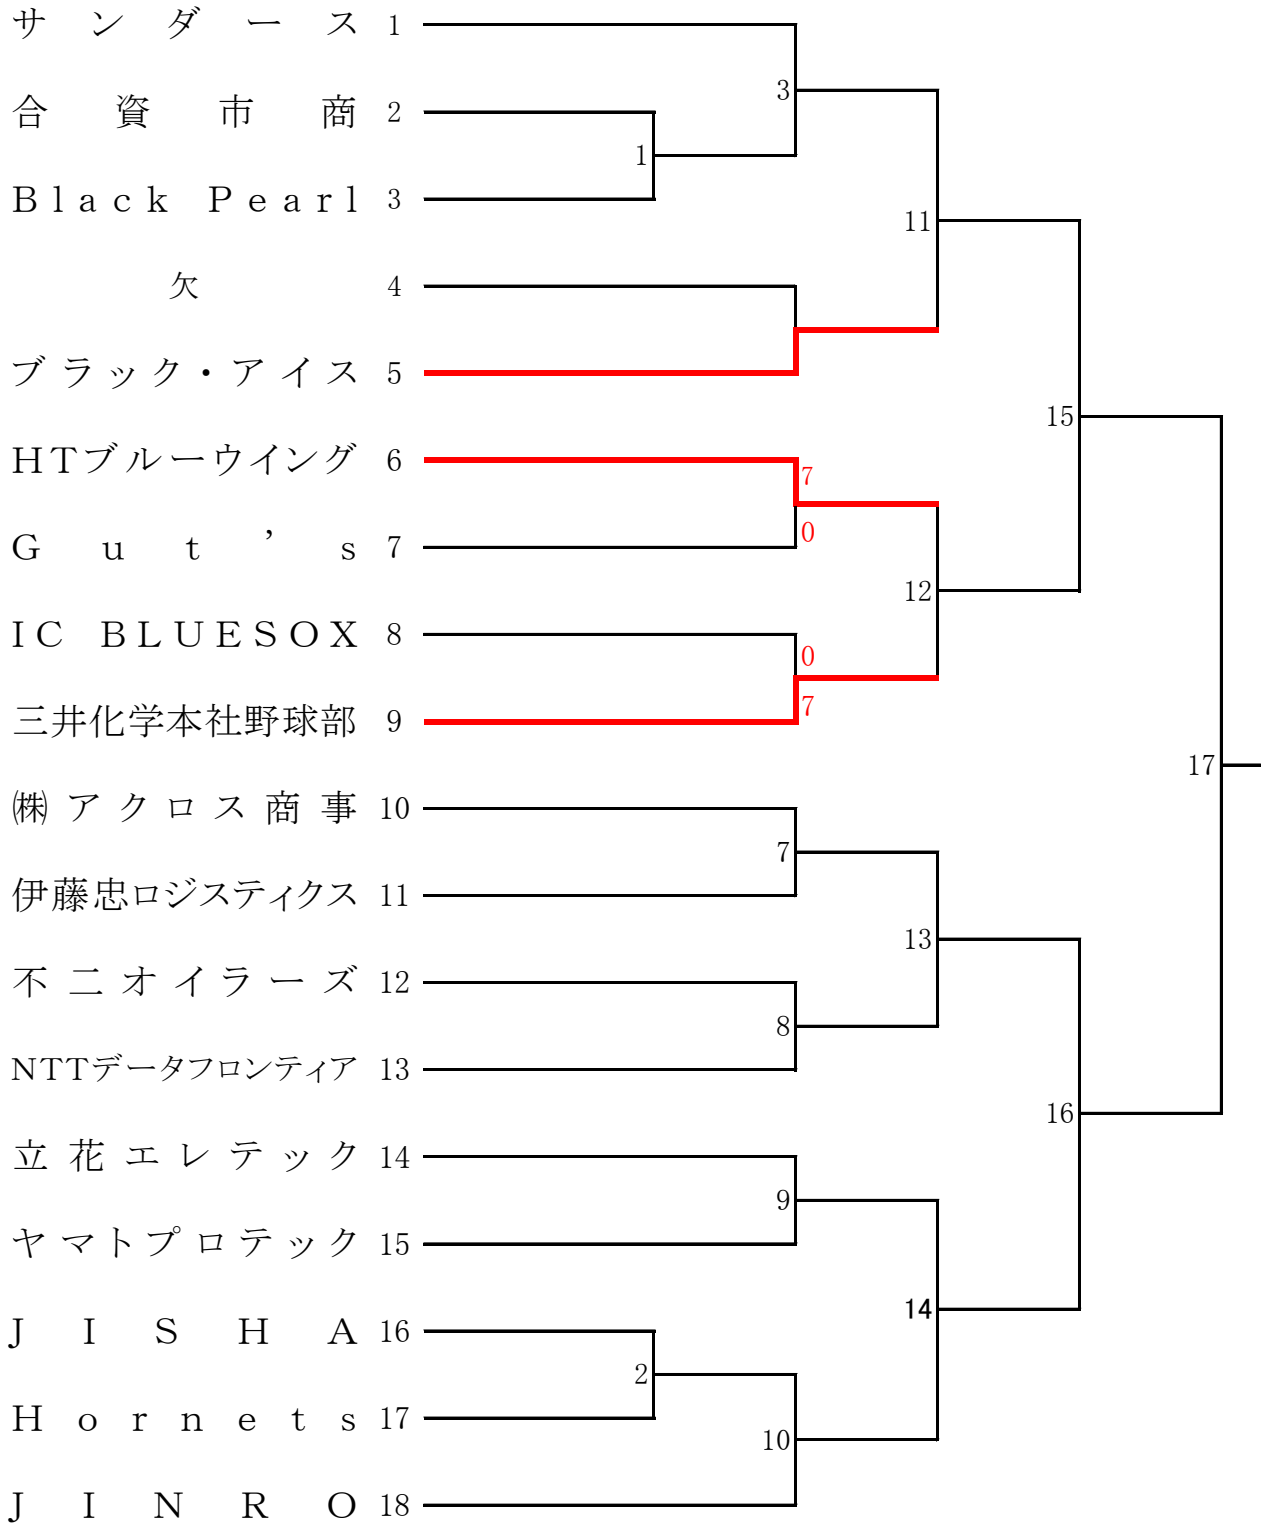 サンダース 1
3
合資市商 2
1
Black Pearl 3
11
欠 4
ブラック・アイス 5
15
HTブルーウイング 6
7
0
Gut’s 7
12
IC BLUESOX 8
0
7
三井化学本社野球部 9
17
㈱アクロス商事 10
7
伊藤忠ロジスティクス 11
13
不二オイラーズ 12
8
NTTデータフロンティア 13
16
立花エレテック 14
9
ヤマトプロテック 15
14
JISHA 16
2
Hornets 17
10
JINRO 18